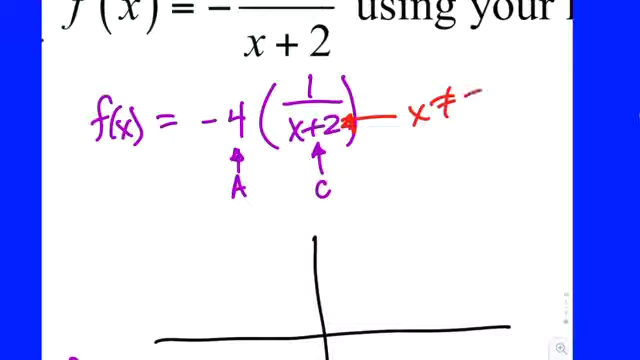 f(x) = - x + 2 using your
f(x) = -4 ( 1 / x+2 ) x ≠ -
A C